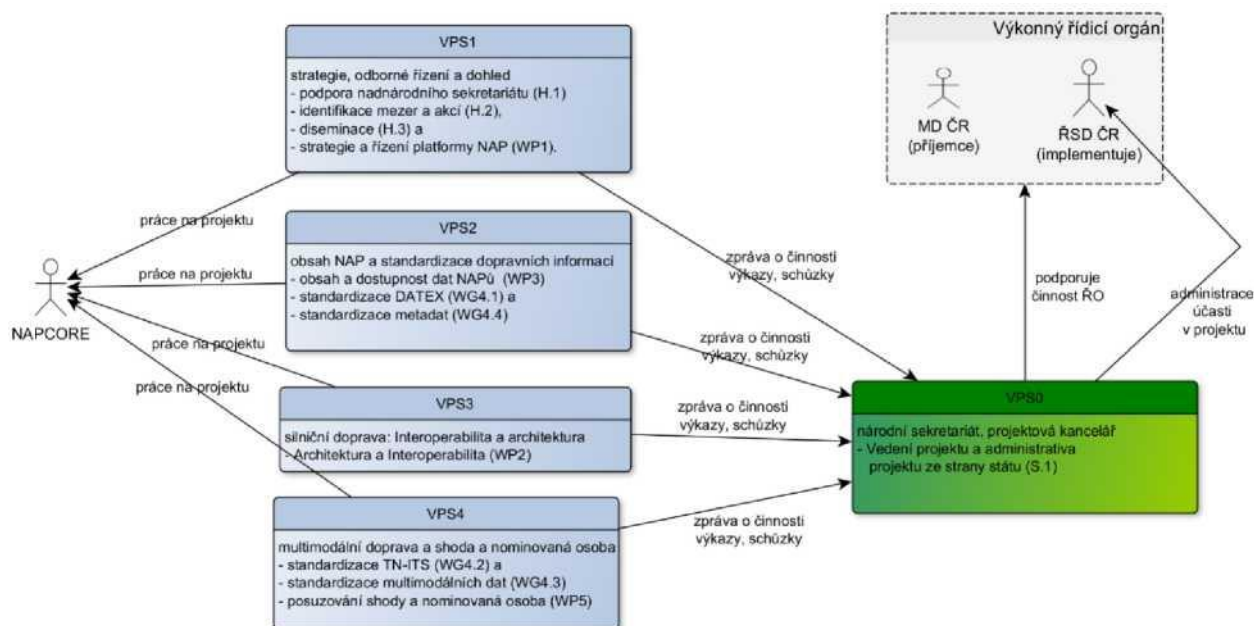 VPS1
strategie, odborné řízení a dohled
- podpora nadnárodního sekretariátu (H.1)
- identifikace mezer a akcí (H.2),
- diseminace (H.3) a
- strategie a řízení platformy NAP (WP1).
Výkonný řídicí orgán
MD ČR
(příjemce)
ŘSD ČR
(implementuje)
práce na projektu
VPS2
obsah NAP a standardizace dopravních informací
- obsah a dostupnost dat NAPů (WP3)
- standardizace DATEX (WG4.1) a
- standardizace metadat (WG4.4)
práce na projektu
NAPCORE
práce na projektu
práce na projektu
zpráva o činnosti
výkazy, schůzky
podporuje
činnost ŘO
administrace
účasti
v projektu
zpráva o činnosti
výkazy, schůzky
VPS3
silniční doprava: Interoperabilita a architektura
- Architektura a Interoperabilita (WP2)
zpráva o činnosti
výkazy, schůzky
VPS0
národní sekretariát, projektová kancelář
- Vedení projektu a administrativa
projektu ze strany státu (S.1)
VPS4
multimodální doprava a shoda a nominovaná osoba
- standardizace TN-ITS (WG4.2) a
- standardizace multimodálních dat (WG4.3)
- posuzování shody a nominovaná osoba (WP5)
zpráva o činnosti
výkazy, schůzky